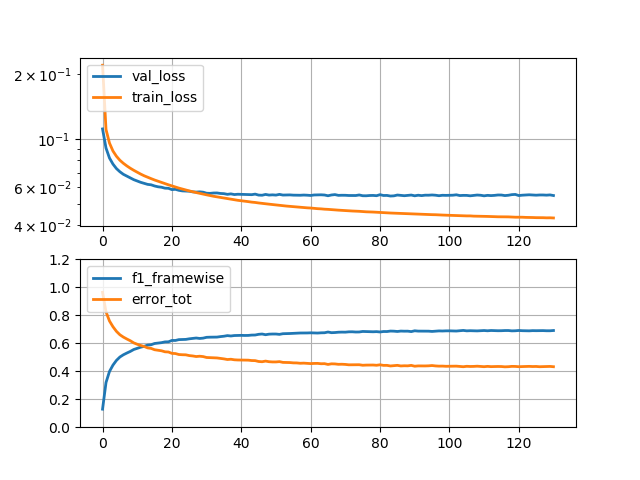 2 × 10⁻¹
10⁻¹
6 × 10⁻²
4 × 10⁻²
val_loss
train_loss
0 20 40 60 80 100 120
1.2
1.0
0.8
0.6
0.4
0.2
0.0
f1_framewise
error_tot
0 20 40 60 80 100 120